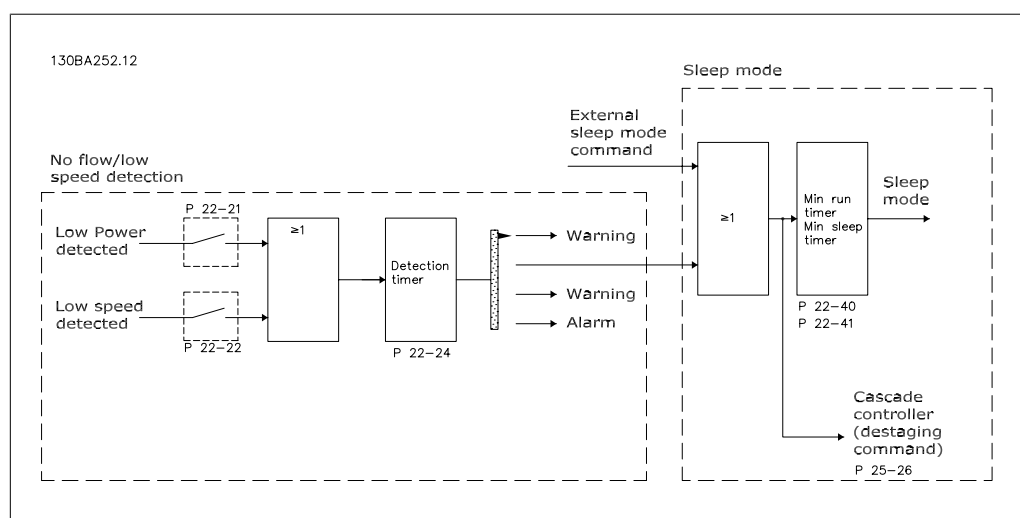 130BA252.12
Sleep mode
External
sleep mode
command
No flow/low
speed detection
P 22-21
Low Power
detected
≥1
Low speed
detected
P 22-22
Detection
timer
P 22-24
Warning
Warning
Alarm
≥1
Min run
timer
Min sleep
timer
P 22-40
P 22-41
Sleep
mode
Cascade
controller
(destaging
command)
P 25-26